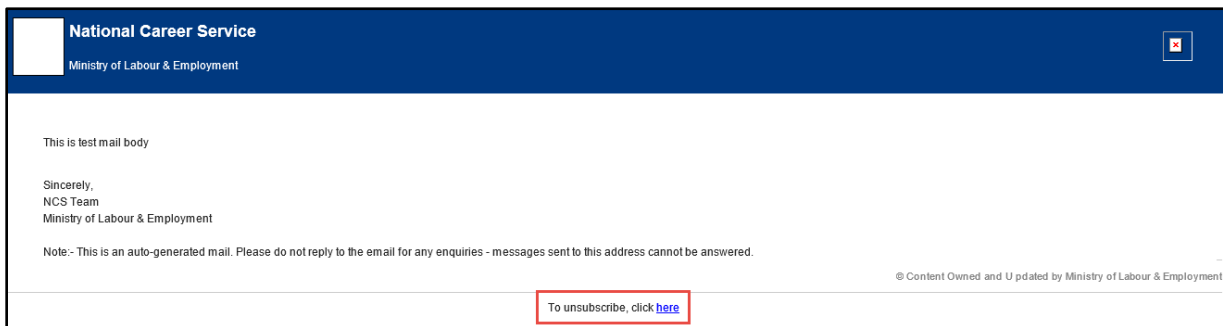 National Career Service
Ministry of Labour & Employment
This is test mail body
Sincerely,
NCS Team
Ministry of Labour & Employment
Note:- This is an auto-generated mail. Please do not reply to the email for any enquiries - messages sent to this address cannot be answered.
© Content Owned and U pdated by Ministry of Labour & Employment
To unsubscribe, click here